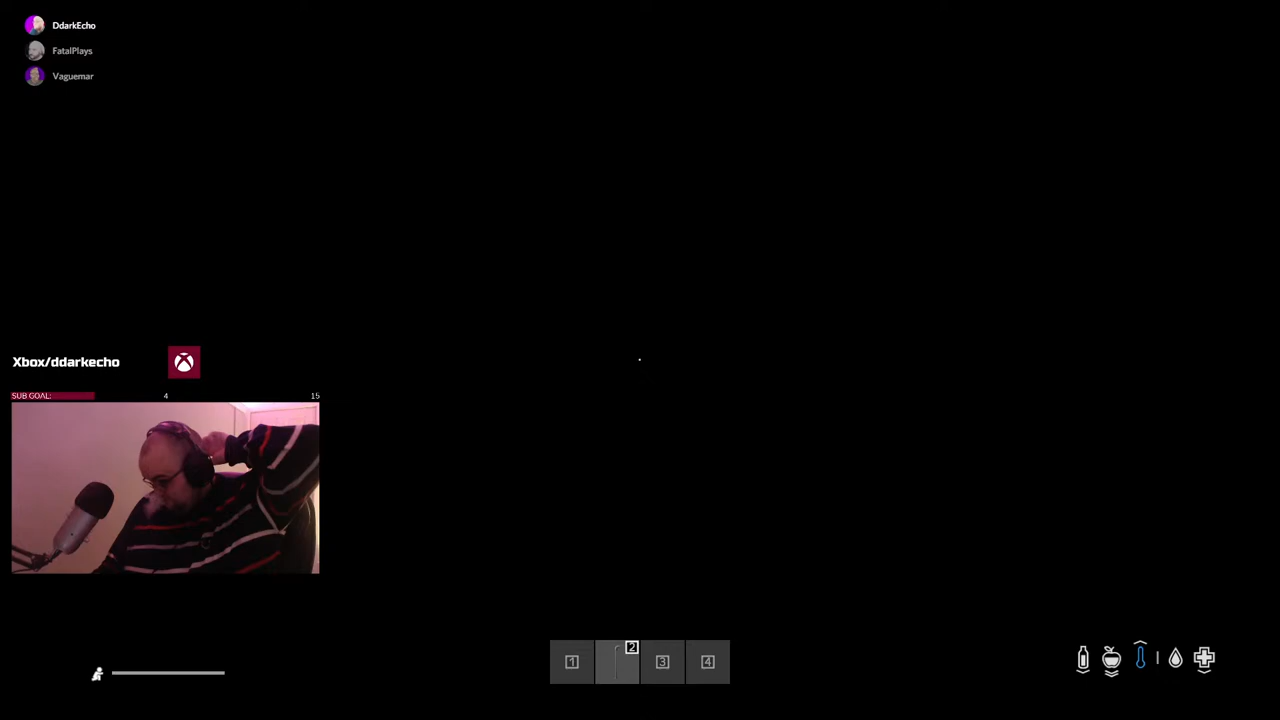 DdarkEcho
FatalPlays
Vaguemar
Xbox/ddarkecho
SUB GOAL: 4 15
1 2 3 4